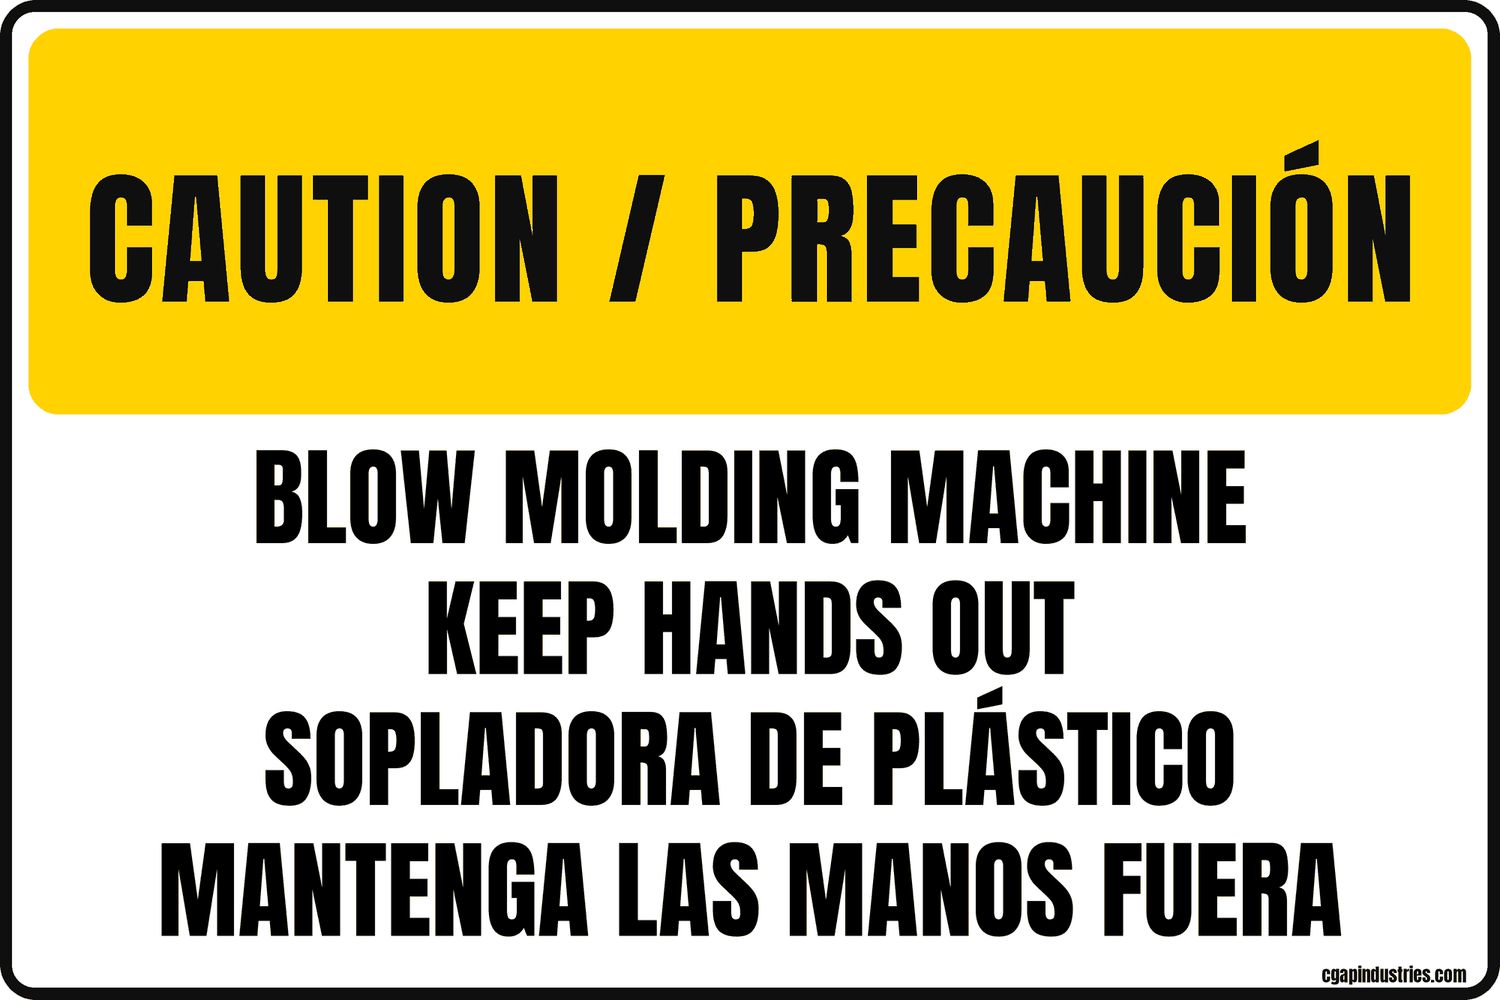 CAUTION / PRECAUCIÓN
BLOW MOLDING MACHINE
KEEP HANDS OUT
SOPLADORA DE PLÁSTICO
MANTENGA LAS MANOS FUERA
cgapindustries.com